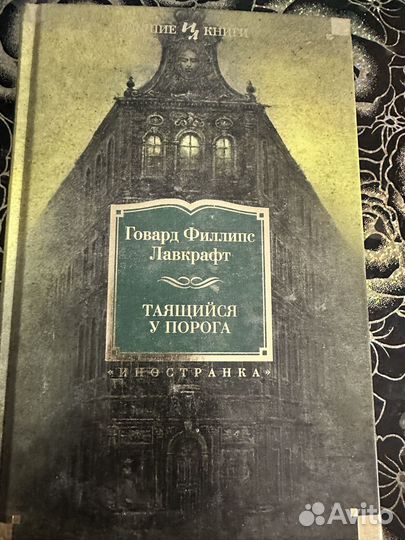 КНИГИ
Говард Филлипс
Лавкрафт
ТАЯЩИЙСЯ
У ПОРОГА
«ИНОСТРАНКА»
Avito